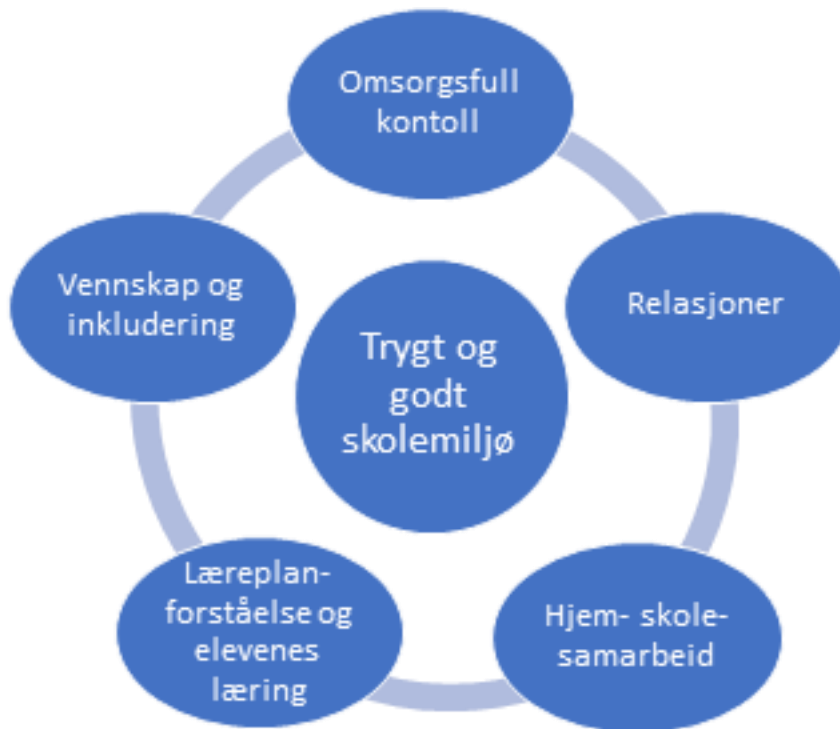 Omsorgsfull
kontoll
Relasjoner
Hjem- skole-
samarbeid
Læreplan-
forståelse og
elevenes
læring
Vennskap og
inkludering
Trygt og
godt
skolemiljø